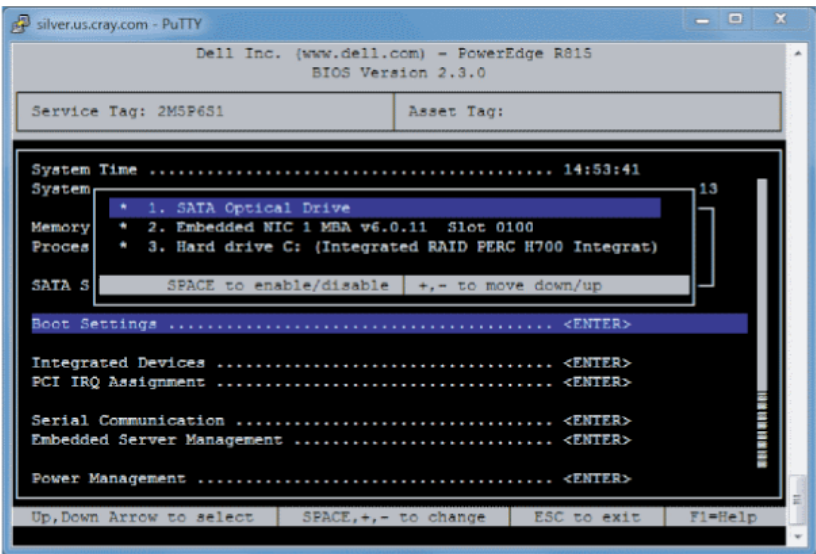 silver.us.cray.com - PuTTY
Dell Inc. (www.dell.com) - PowerEdge R815
BIOS Version 2.3.0
Service Tag: 2M5P6S1 Asset Tag:
System Time ........................................ 14:53:41
System 13
* 1. SATA Optical Drive
Memory * 2. Embedded NIC 1 MBA v6.0.11 Slot 0100
Proces * 3. Hard drive C: (Integrated RAID PERC H700 Integrat)
SATA S SPACE to enable/disable +,- to move down/up
Boot Settings ...................................... <ENTER>
Integrated Devices ................................. <ENTER>
PCI IRQ Assignment ................................. <ENTER>
Serial Communication ............................... <ENTER>
Embedded Server Management ......................... <ENTER>
Power Management ................................... <ENTER>
Up,Down Arrow to select SPACE,+,- to change ESC to exit F1=Help